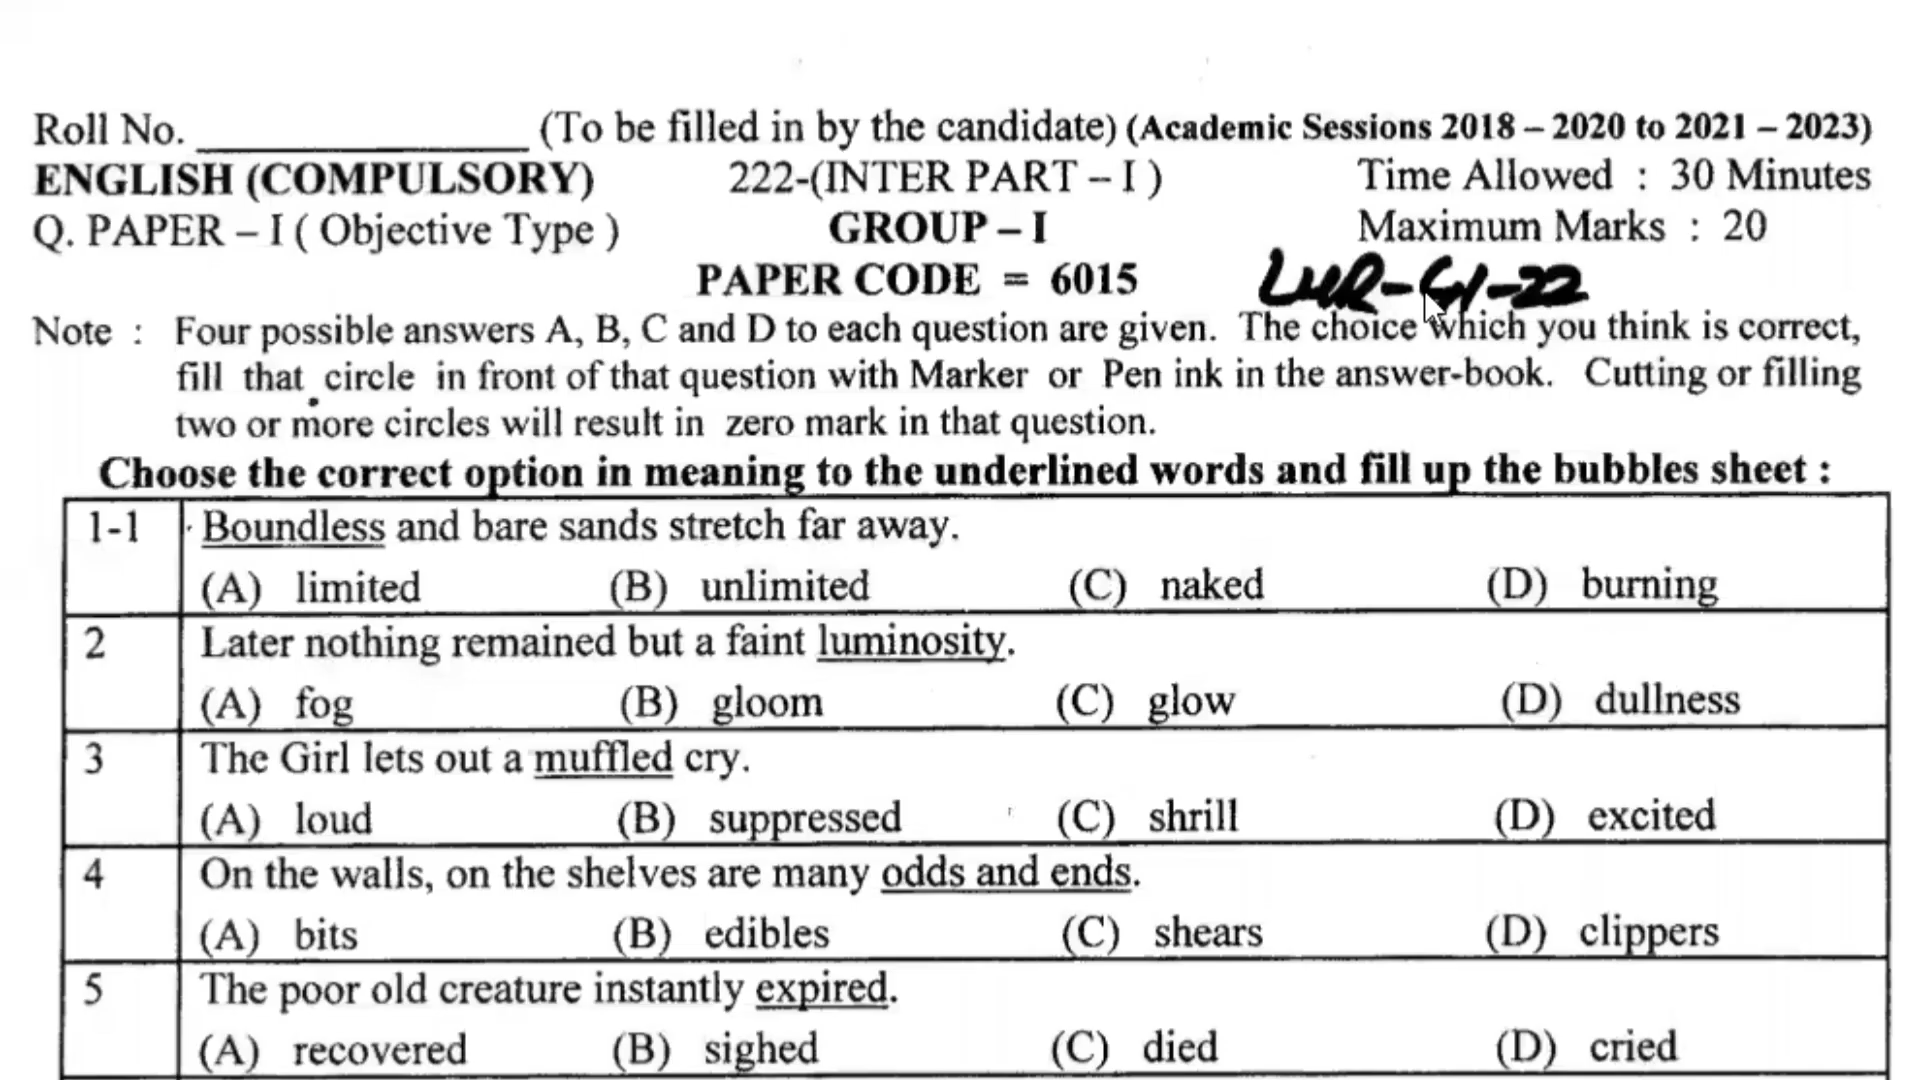 Roll No. ____________ (To be filled in by the candidate) (Academic Sessions 2018 – 2020 to 2021 – 2023)
ENGLISH (COMPULSORY) 222-(INTER PART – I ) Time Allowed : 30 Minutes
Q. PAPER – I ( Objective Type ) GROUP – I Maximum Marks : 20
PAPER CODE = 6015 LHR-G1-22
Note : Four possible answers A, B, C and D to each question are given. The choice which you think is correct,
fill that circle in front of that question with Marker or Pen ink in the answer-book. Cutting or filling
two or more circles will result in zero mark in that question.
Choose the correct option in meaning to the underlined words and fill up the bubbles sheet :
1-1 Boundless and bare sands stretch far away.
(A) limited (B) unlimited (C) naked (D) burning
2 Later nothing remained but a faint luminosity.
(A) fog (B) gloom (C) glow (D) dullness
3 The Girl lets out a muffled cry.
(A) loud (B) suppressed (C) shrill (D) excited
4 On the walls, on the shelves are many odds and ends.
(A) bits (B) edibles (C) shears (D) clippers
5 The poor old creature instantly expired.
(A) recovered (B) sighed (C) died (D) cried